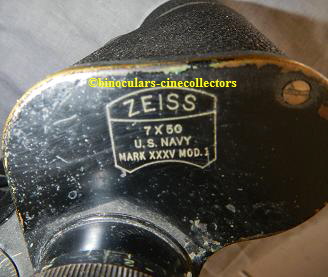 ©binoculars-cinecollectors
ZEISS
7 X 50
U.S. NAVY
MARK XXXV MOD.1